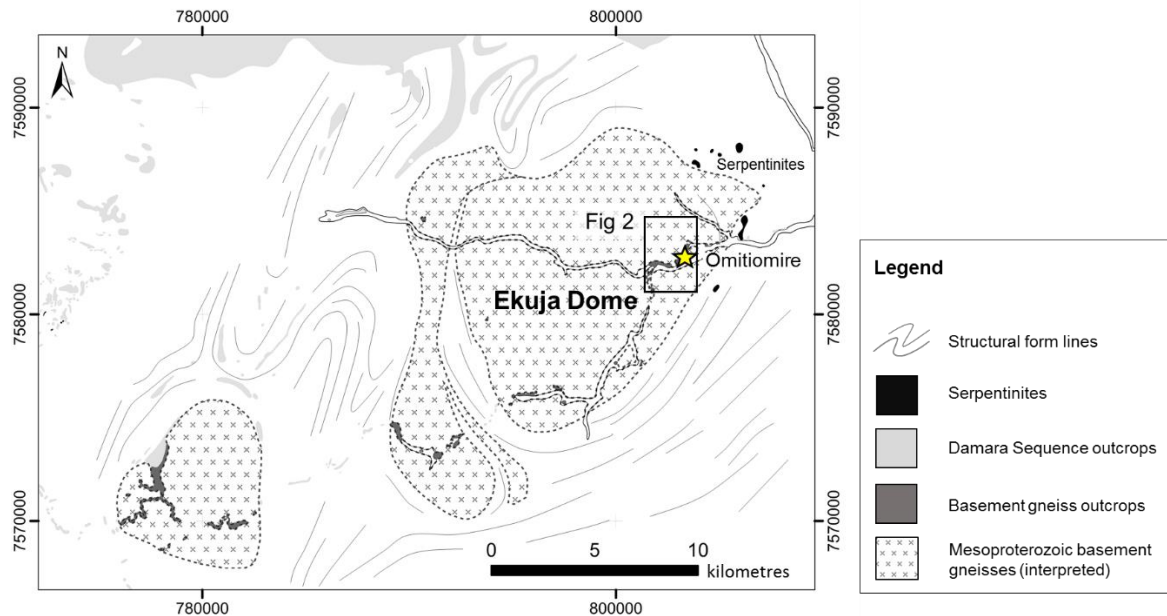 780000
800000
N
7590000
7590000
Serpentinites
Fig 2
Omitiomire
Ekuja Dome
7580000
7580000
7570000
7570000
0
5
10
kilometres
780000
800000
Legend
Structural form lines
Serpentinites
Damara Sequence outcrops
Basement gneiss outcrops
Mesoproterozoic basement
gneisses (interpreted)